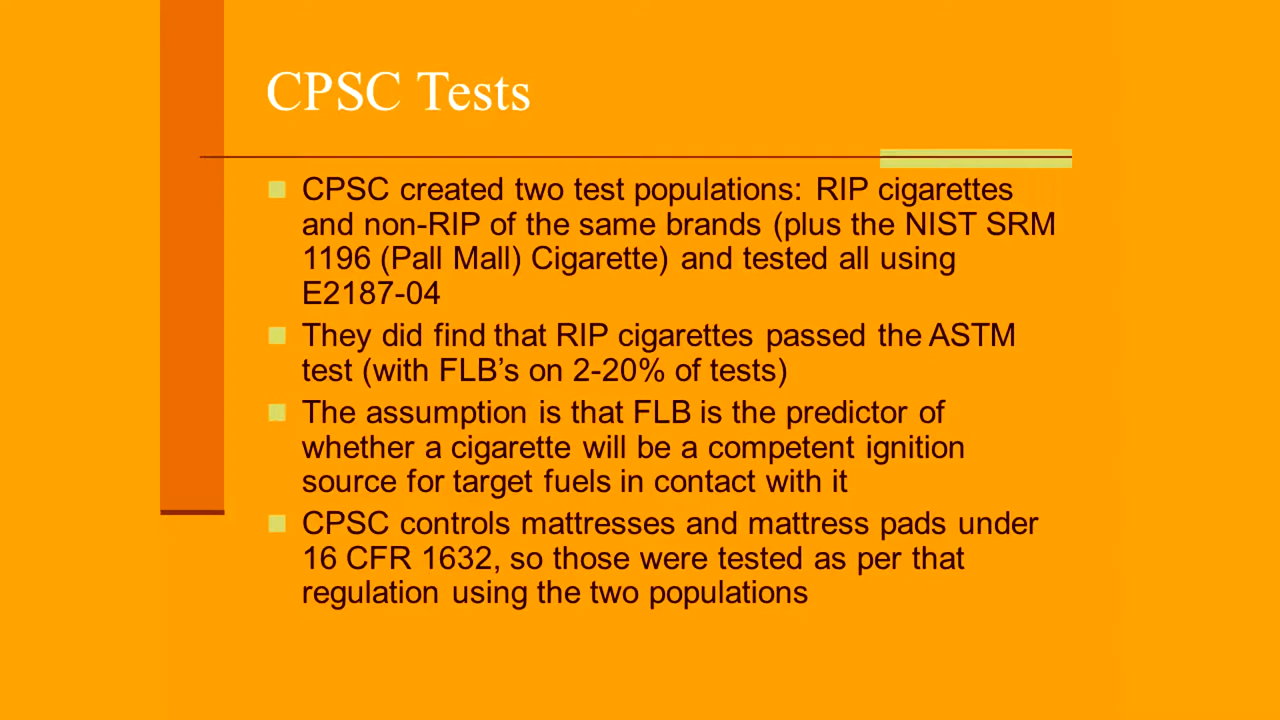 CPSC Tests
CPSC created two test populations: RIP cigarettes
and non-RIP of the same brands (plus the NIST SRM
1196 (Pall Mall) Cigarette) and tested all using
E2187-04
They did find that RIP cigarettes passed the ASTM
test (with FLB’s on 2-20% of tests)
The assumption is that FLB is the predictor of
whether a cigarette will be a competent ignition
source for target fuels in contact with it
CPSC controls mattresses and mattress pads under
16 CFR 1632, so those were tested as per that
regulation using the two populations